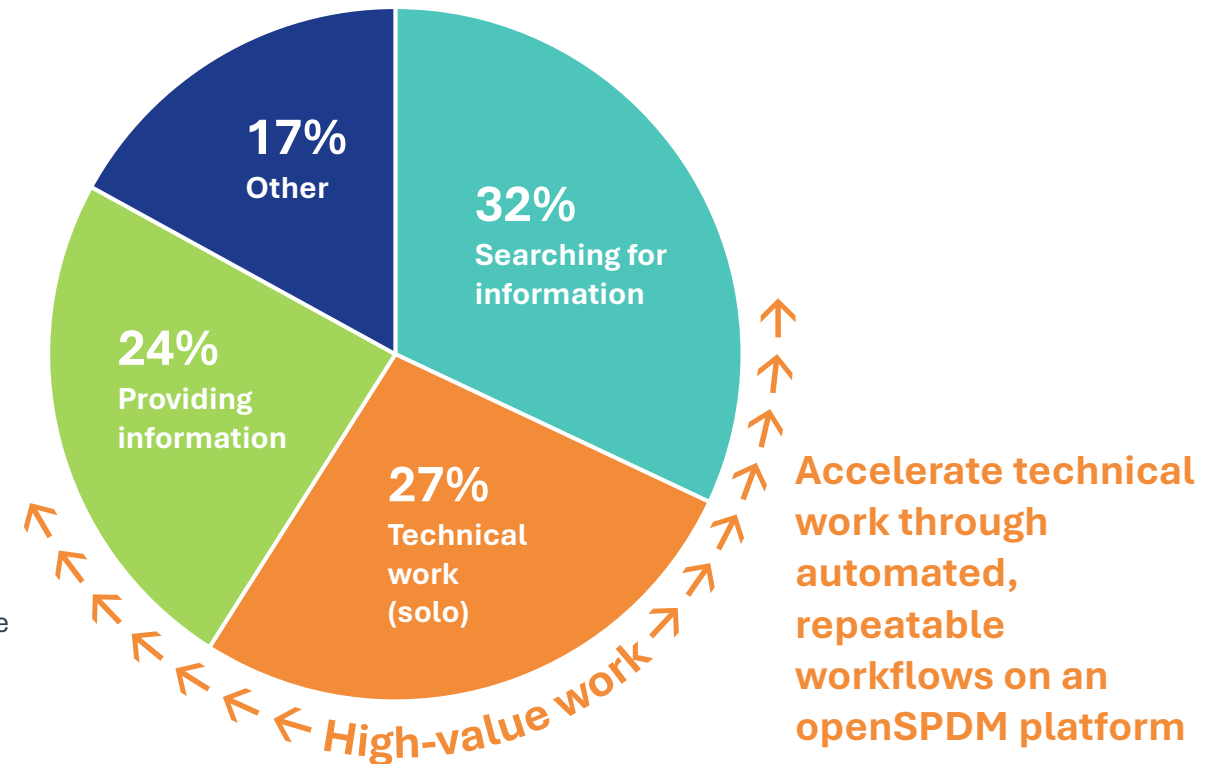 17%
Other
32%
Searching for
information
24%
Providing
information
27%
Technical
work
(solo)
High-value work
Accelerate technical
work through
automated,
repeatable
workflows on an
openSPDM platform